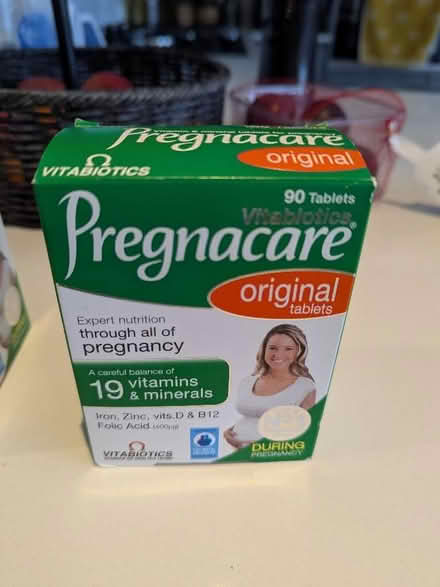 Pregnacare
original
VITABIOTICS
90 Tablets
Vitabiotics
Pregnacare®
original
tablets
Expert nutrition
through all of
pregnancy
A careful balance of
19 vitamins
& minerals
Iron, Zinc, vits.D & B12
Folic Acid (400µg)
VITABIOTICS
DURING
PREGNANCY